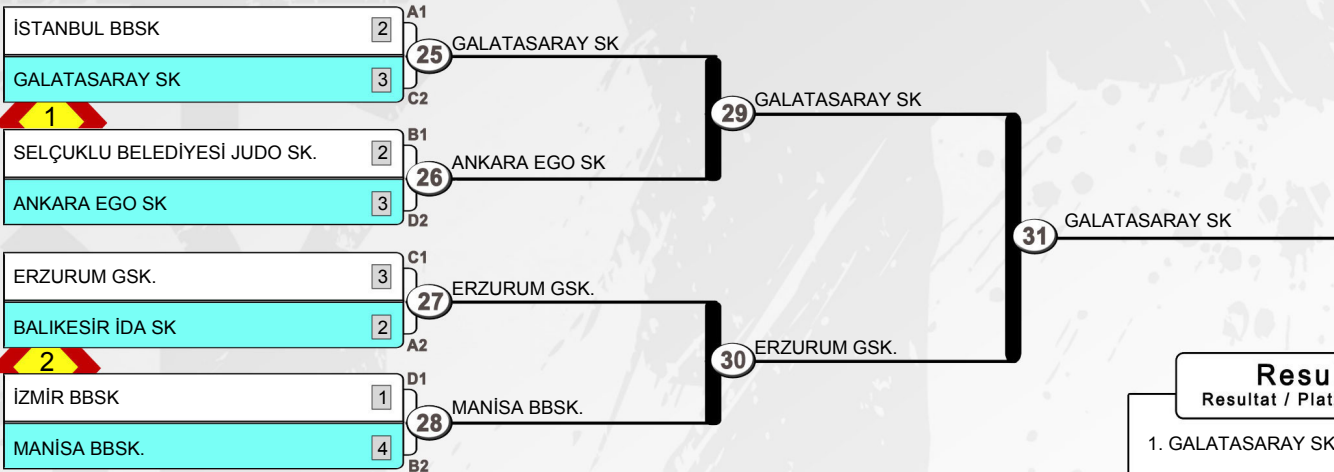 A1
İSTANBUL BBSK 2
25 GALATASARAY SK
GALATASARAY SK 3
C2
1
29 GALATASARAY SK
B1
SELÇUKLU BELEDİYESİ JUDO SK. 2
26 ANKARA EGO SK
ANKARA EGO SK 3
D2
31 GALATASARAY SK
C1
ERZURUM GSK. 3
27 ERZURUM GSK.
BALIKESİR İDA SK 2
A2
2
30 ERZURUM GSK.
D1
İZMİR BBSK 1
28 MANİSA BBSK.
MANİSA BBSK. 4
B2
Resu
Resultat / Plat
1. GALATASARAY SK